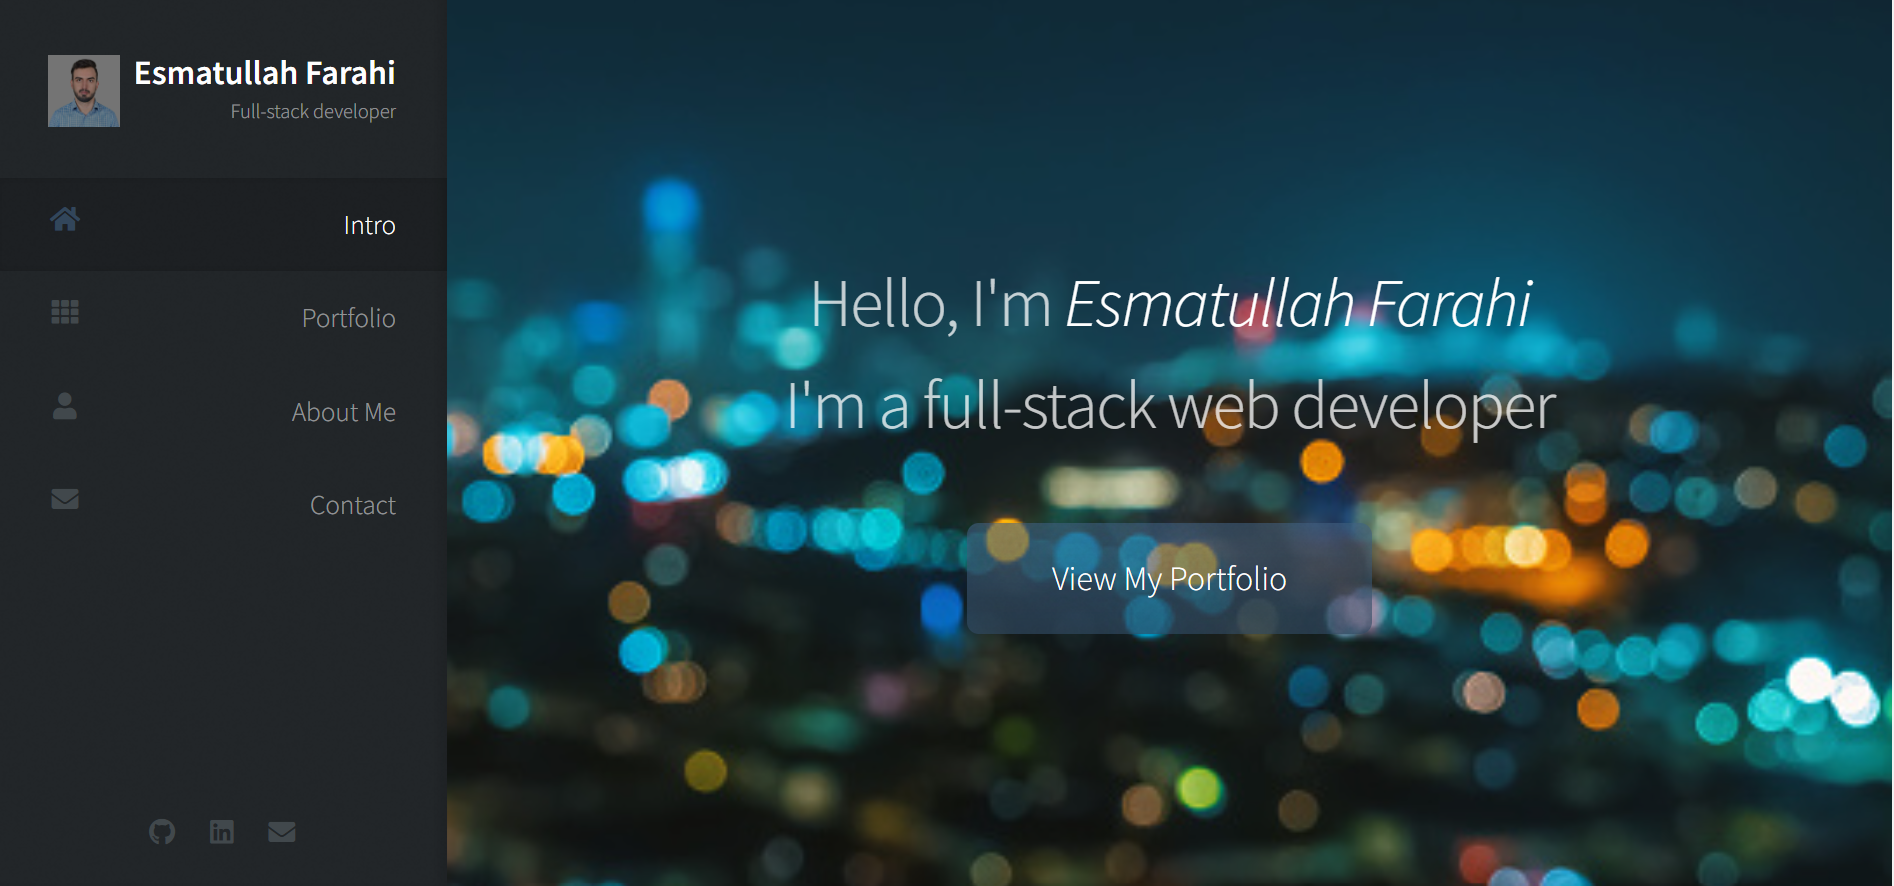 Esmatullah Farahi
Full-stack developer
Intro
Portfolio
About Me
Contact
Hello, I'm Esmatullah Farahi
I'm a full-stack web developer
View My Portfolio